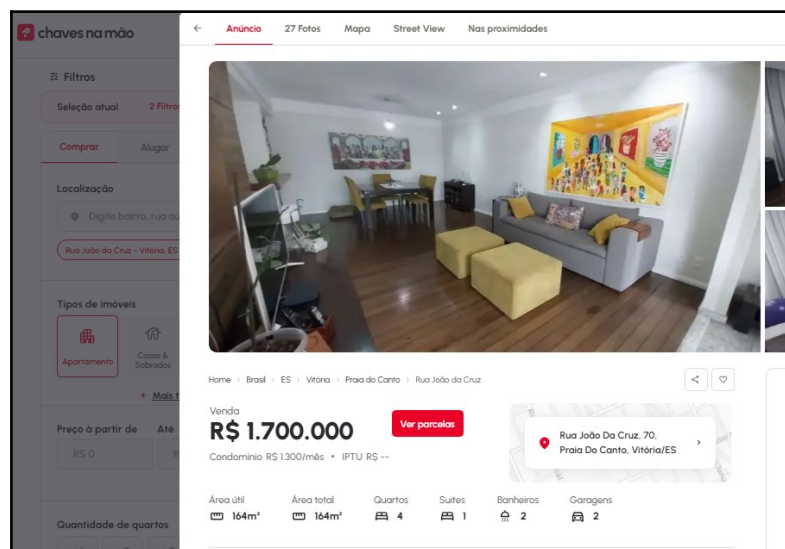 chaves na mão
Anúncio
27 Fotos
Mapa
Street View
Nas proximidades
Filtros
Seleção atual
2 Filtros
Comprar
Alugar
Localização
Digite bairro, rua ou
Rua João da Cruz - Vitória, ES
Tipos de imóveis
Apartamento
Casas &
Sobrados
+ Mais t
Preço à partir de
Até
R$ 0
R
Quantidade de quartos
Home > Brasil > ES > Vitória > Praia do Canto > Rua João da Cruz
Venda
R$ 1.700.000
Ver parcelas
Condomínio R$ 1.300/mês • IPTU R$ --
Rua João Da Cruz, 70,
Praia Do Canto, Vitória/ES
Área útil
164m²
Área total
164m²
Quartos
4
Suites
1
Banheiros
2
Garagens
2